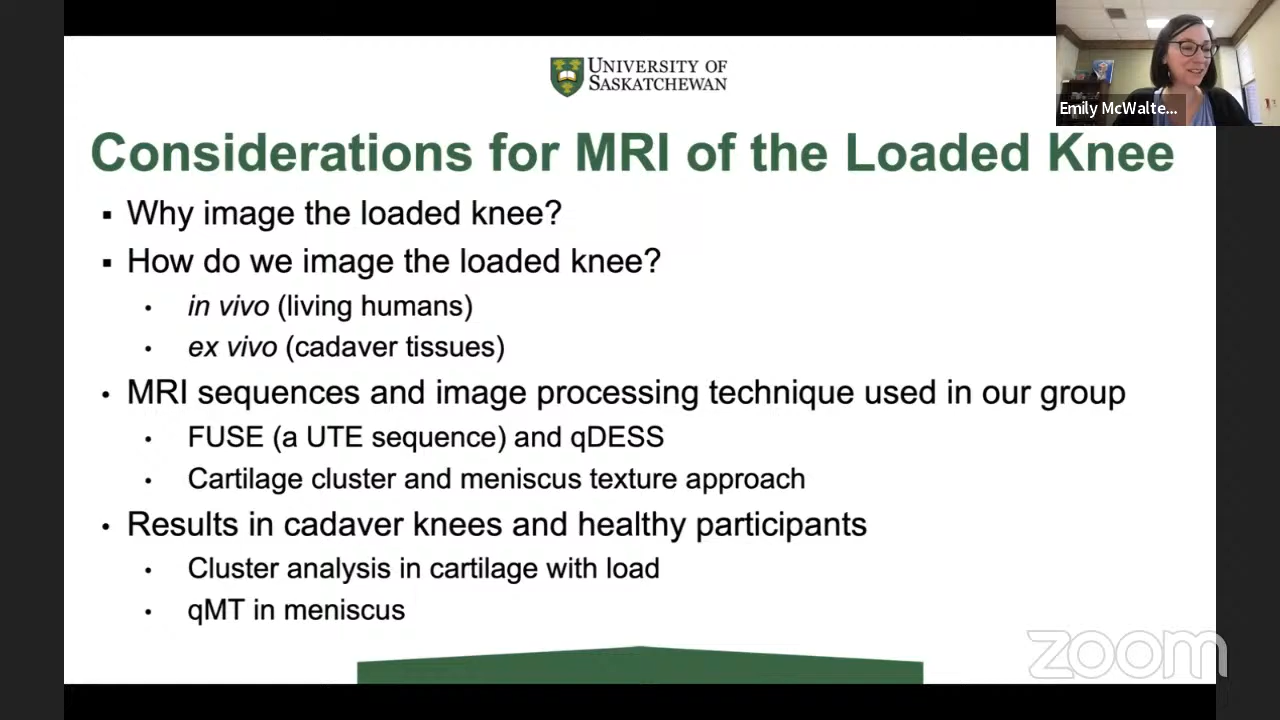 UNIVERSITY OF
SASKATCHEWAN
Emily McWalte...
Considerations for MRI of the Loaded Knee
▪ Why image the loaded knee?
▪ How do we image the loaded knee?
• in vivo (living humans)
• ex vivo (cadaver tissues)
• MRI sequences and image processing technique used in our group
• FUSE (a UTE sequence) and qDESS
• Cartilage cluster and meniscus texture approach
• Results in cadaver knees and healthy participants
• Cluster analysis in cartilage with load
• qMT in meniscus
zoom